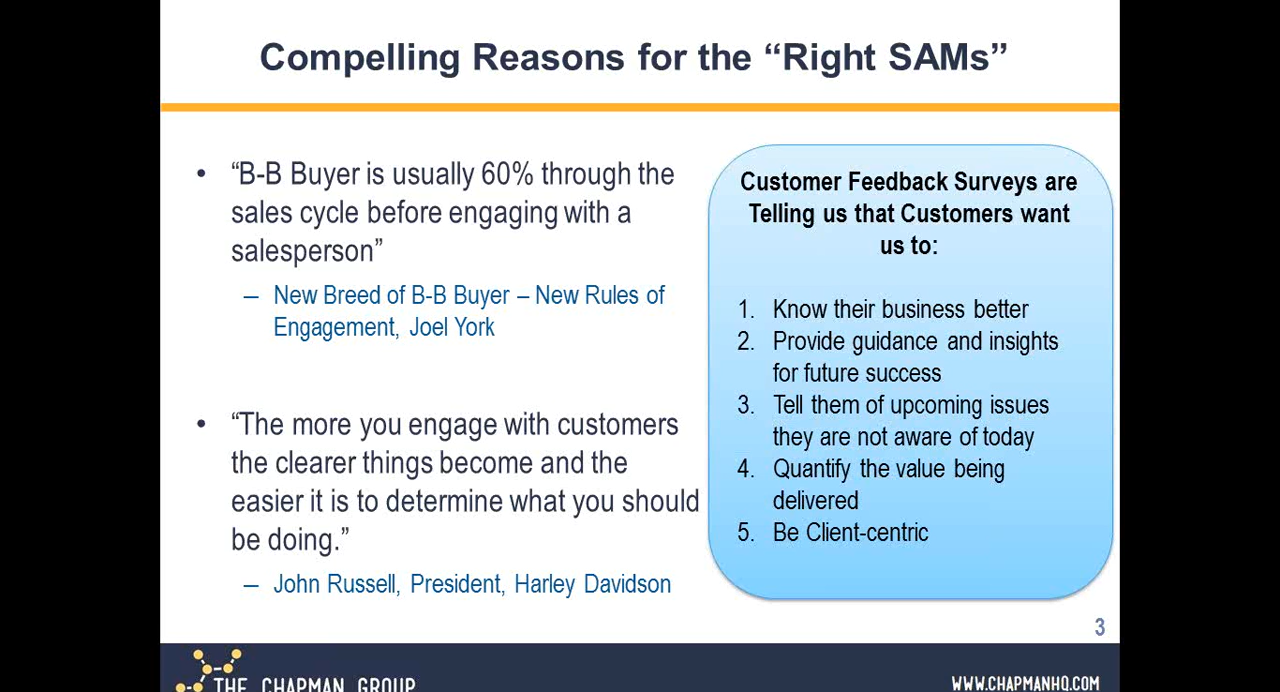 Compelling Reasons for the “Right SAMs”
• “B-B Buyer is usually 60% through the
sales cycle before engaging with a
salesperson”
– New Breed of B-B Buyer – New Rules of
Engagement, Joel York
• “The more you engage with customers
the clearer things become and the
easier it is to determine what you should
be doing.”
– John Russell, President, Harley Davidson
Customer Feedback Surveys are
Telling us that Customers want
us to:
1. Know their business better
2. Provide guidance and insights
for future success
3. Tell them of upcoming issues
they are not aware of today
4. Quantify the value being
delivered
5. Be Client-centric
3
THE CHAPMAN GROUP
WWW.CHAPMANHQ.COM